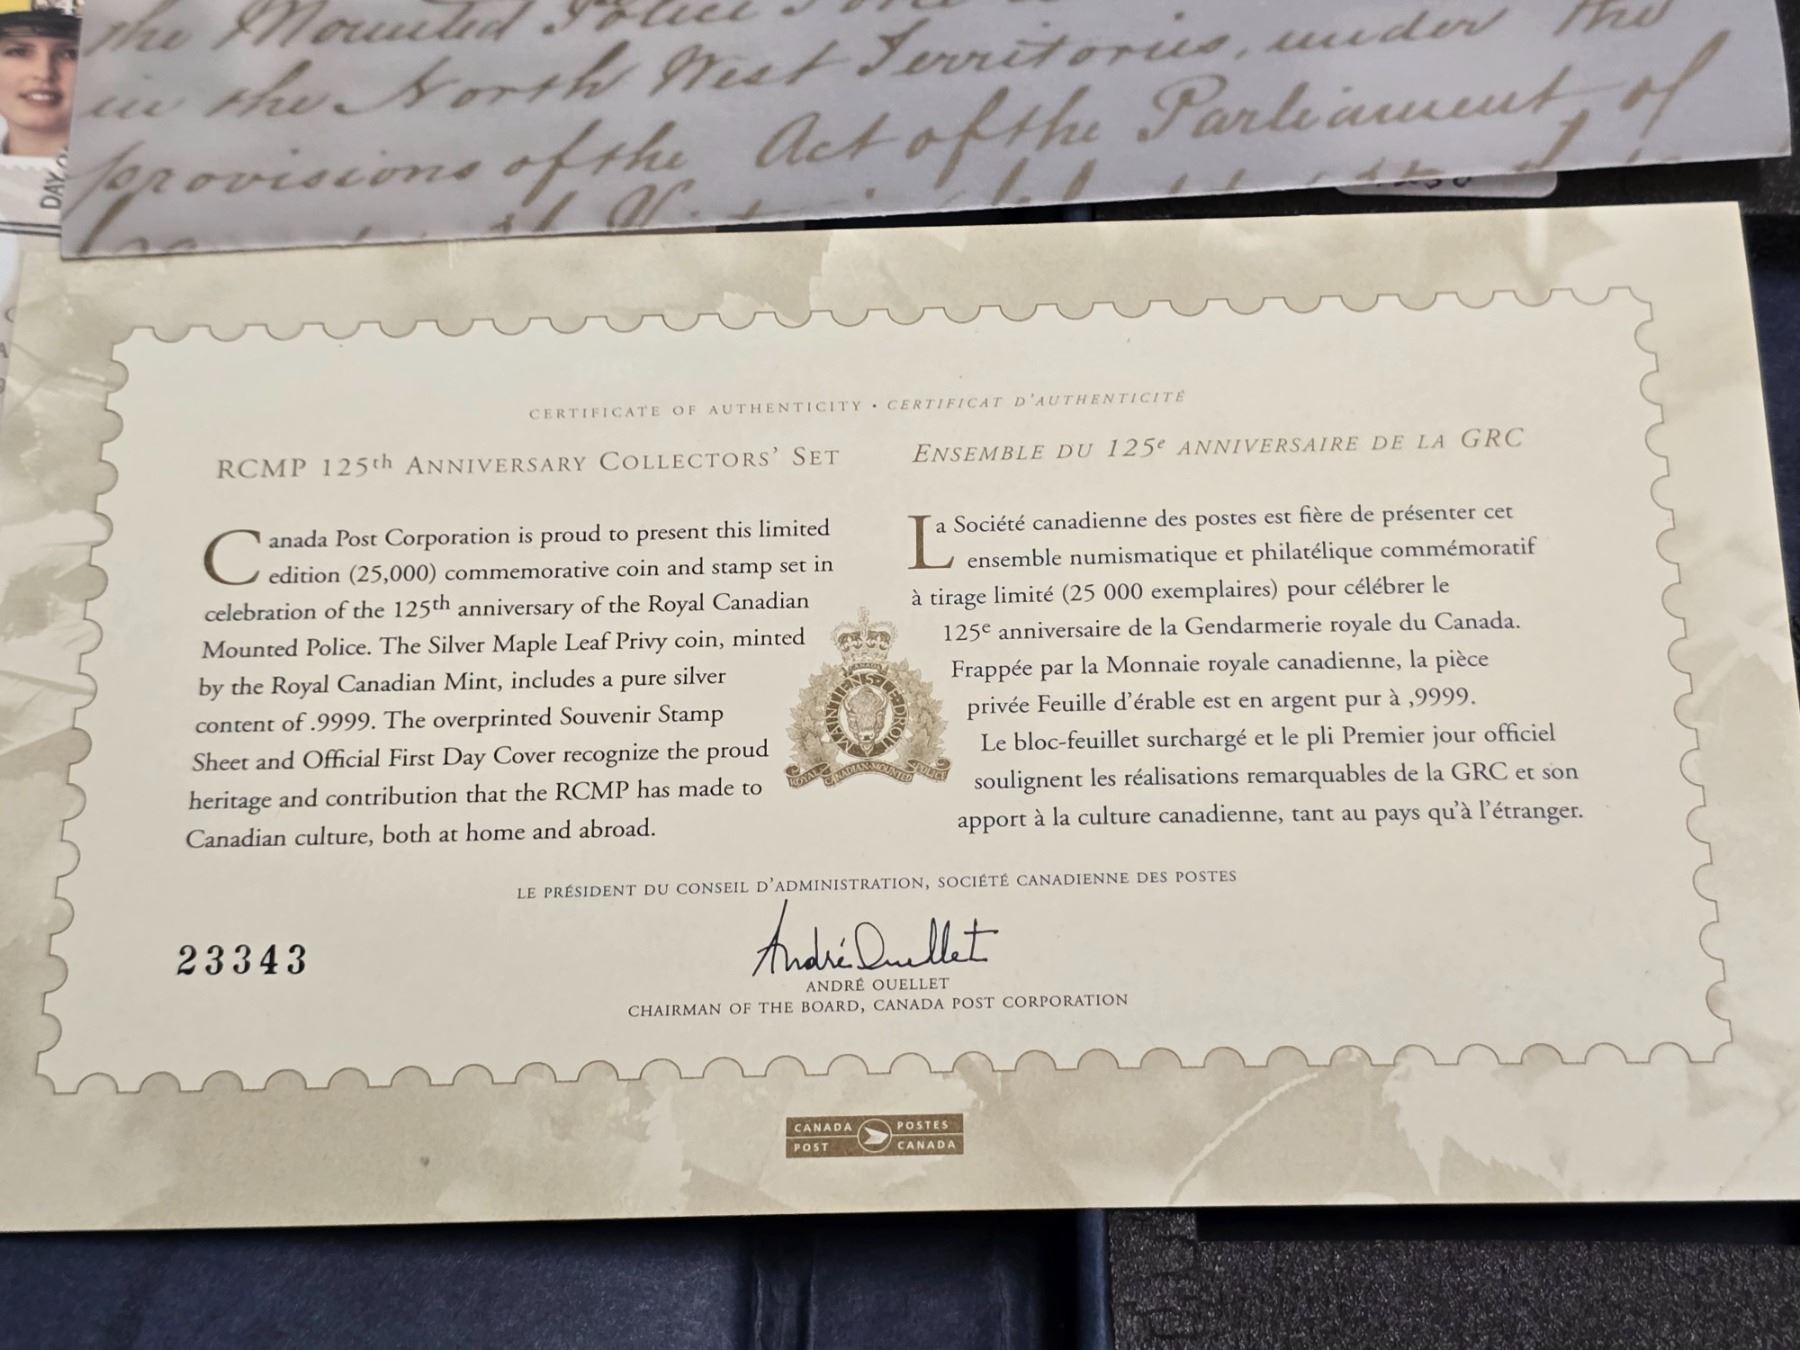 the Mounted Police Force
in the North West Territories, under the
provisions of the Act of the Parliament, of
DAY
CERTIFICATE OF AUTHENTICITY • CERTIFICAT D'AUTHENTICITÉ
RCMP 125th ANNIVERSARY COLLECTORS' SET
Canada Post Corporation is proud to present this limited
edition (25,000) commemorative coin and stamp set in
celebration of the 125th anniversary of the Royal Canadian
Mounted Police. The Silver Maple Leaf Privy coin, minted
by the Royal Canadian Mint, includes a pure silver
content of .9999. The overprinted Souvenir Stamp
Sheet and Official First Day Cover recognize the proud
heritage and contribution that the RCMP has made to
Canadian culture, both at home and abroad.
ENSEMBLE DU 125e ANNIVERSAIRE DE LA GRC
La Société canadienne des postes est fière de présenter cet
ensemble numismatique et philatélique commémoratif
à tirage limité (25 000 exemplaires) pour célébrer le
125e anniversaire de la Gendarmerie royale du Canada.
Frappée par la Monnaie royale canadienne, la pièce
privée Feuille d'érable est en argent pur à ,9999.
Le bloc-feuillet surchargé et le pli Premier jour officiel
soulignent les réalisations remarquables de la GRC et son
apport à la culture canadienne, tant au pays qu'à l'étranger.
CANADA
MAINTIENS LE DROIT
ROYAL CANADIAN MOUNTED POLICE
LE PRÉSIDENT DU CONSEIL D'ADMINISTRATION, SOCIÉTÉ CANADIENNE DES POSTES
23343
André Ouellet
ANDRÉ OUELLET
CHAIRMAN OF THE BOARD, CANADA POST CORPORATION
CANADA POSTES
POST CANADA